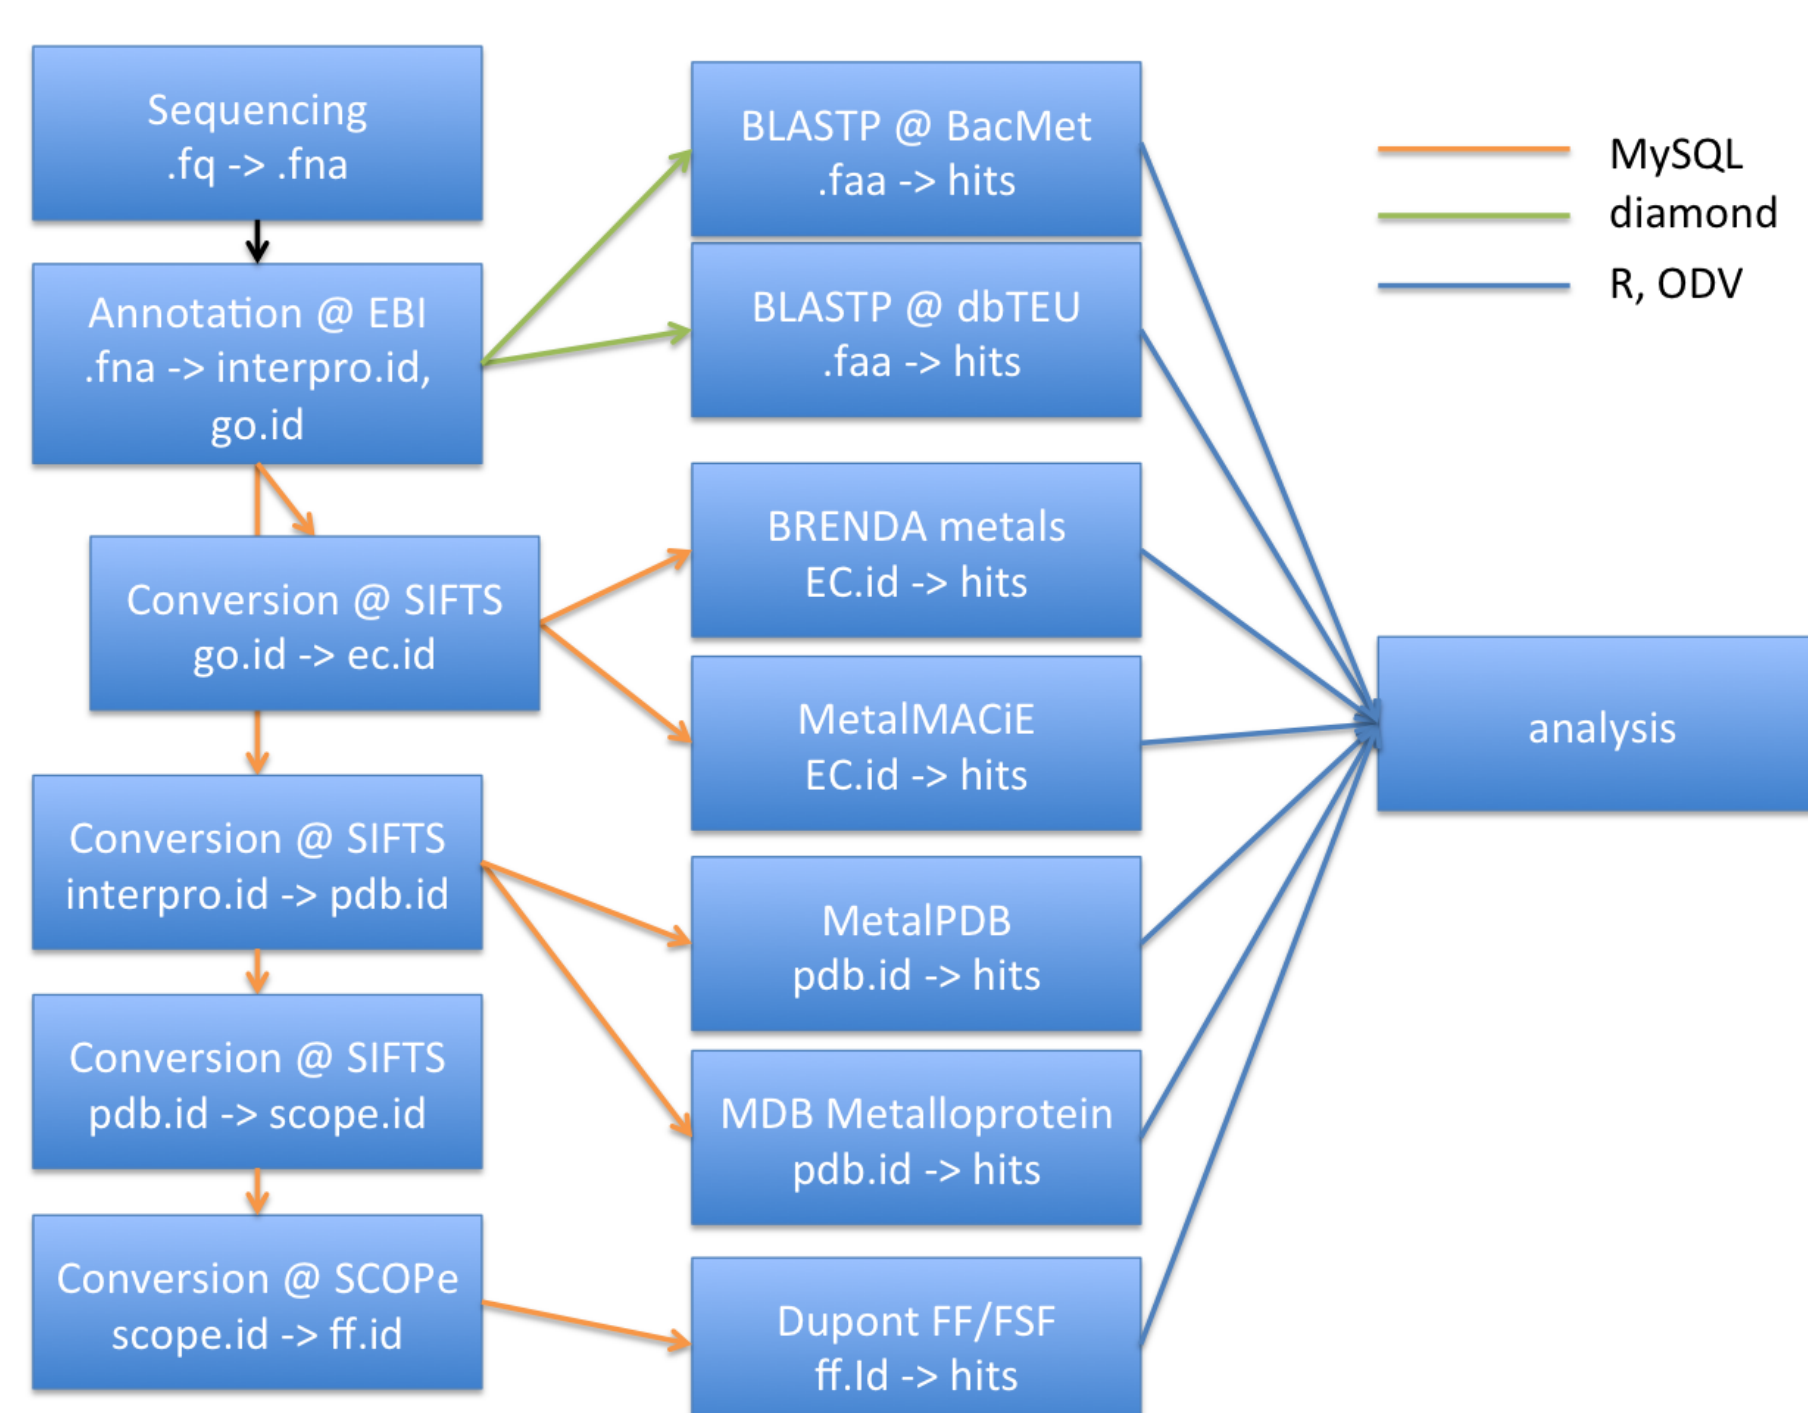 Sequencing
.fq -> .fna
Annotation @ EBI
.fna -> interpro.id,
go.id
Conversion @ SIFTS
go.id -> ec.id
Conversion @ SIFTS
interpro.id -> pdb.id
Conversion @ SIFTS
pdb.id -> scope.id
Conversion @ SCOPe
scope.id -> ff.id
BLASTP @ BacMet
.faa -> hits
BLASTP @ dbTEU
.faa -> hits
BRENDA metals
EC.id -> hits
MetalMACiE
EC.id -> hits
MetalPDB
pdb.id -> hits
MDB Metalloprotein
pdb.id -> hits
Dupont FF/FSF
ff.Id -> hits
MySQL
diamond
R, ODV
analysis